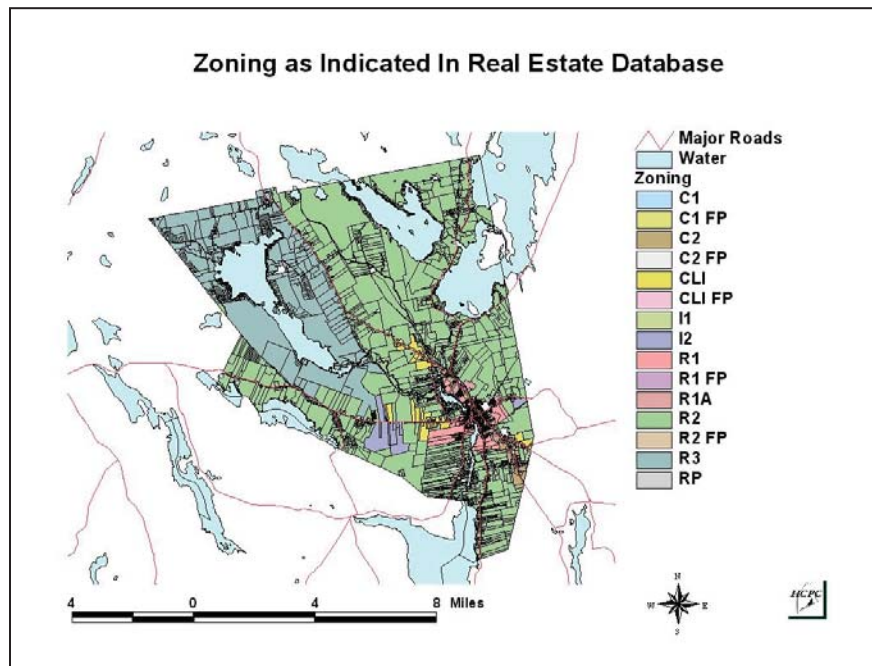 Zoning as Indicated In Real Estate Database
Major Roads
Water
Zoning
C1
C1 FP
C2
C2 FP
CLI
CLI FP
I1
I2
R1
R1 FP
R1A
R2
R2 FP
R3
RP
4 0 4 8 Miles
N
W E
S
HCPC